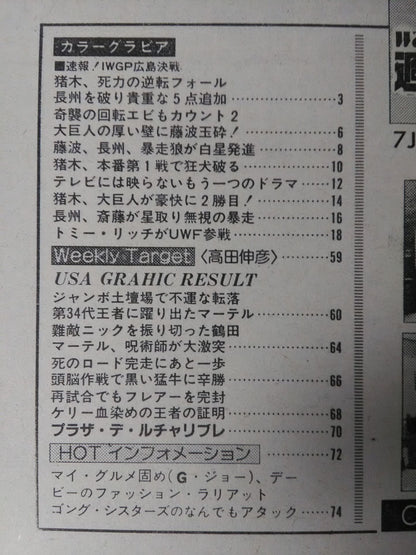 カラーグラビア
■速報！IWGP広島決戦
猪木、死力の逆転フォール
長州を破り貴重な5点追加……………3
奇襲の回転エビもカウント2
大巨人の厚い壁に藤波玉砕！…………6
藤波、長州、暴走狼が白星発進………8
猪木、本番第1戦で狂犬破る…………10
テレビには映らないもう一つのドラマ……12
猪木、大巨人が豪快に2勝目！………14
長州、斎藤が星取り無視の暴走………16
トミー・リッチがUWF参戦…………18
Weekly Target〈高田伸彦〉………59
USA GRAHIC RESULT
ジャンボ土壇場で不運な転落
第34代王者に躍り出たマーテル………60
難敵ニックを振り切った鶴田
マーテル、呪術師が大激突……………64
死のロード完走にあと一歩
頭脳作戦で黒い猛牛に辛勝……………66
再試合でもフレアーを完封
ケリー血染めの王者の証明……………68
プラザ・デ・ルチャリブレ……………70
HOT インフォメーション……………72
マイ・グルメ固め(G・ジョー)、デー
ビーのファッション・ラリアット
ゴング・シスターズのなんでもアタック……74
週
7J